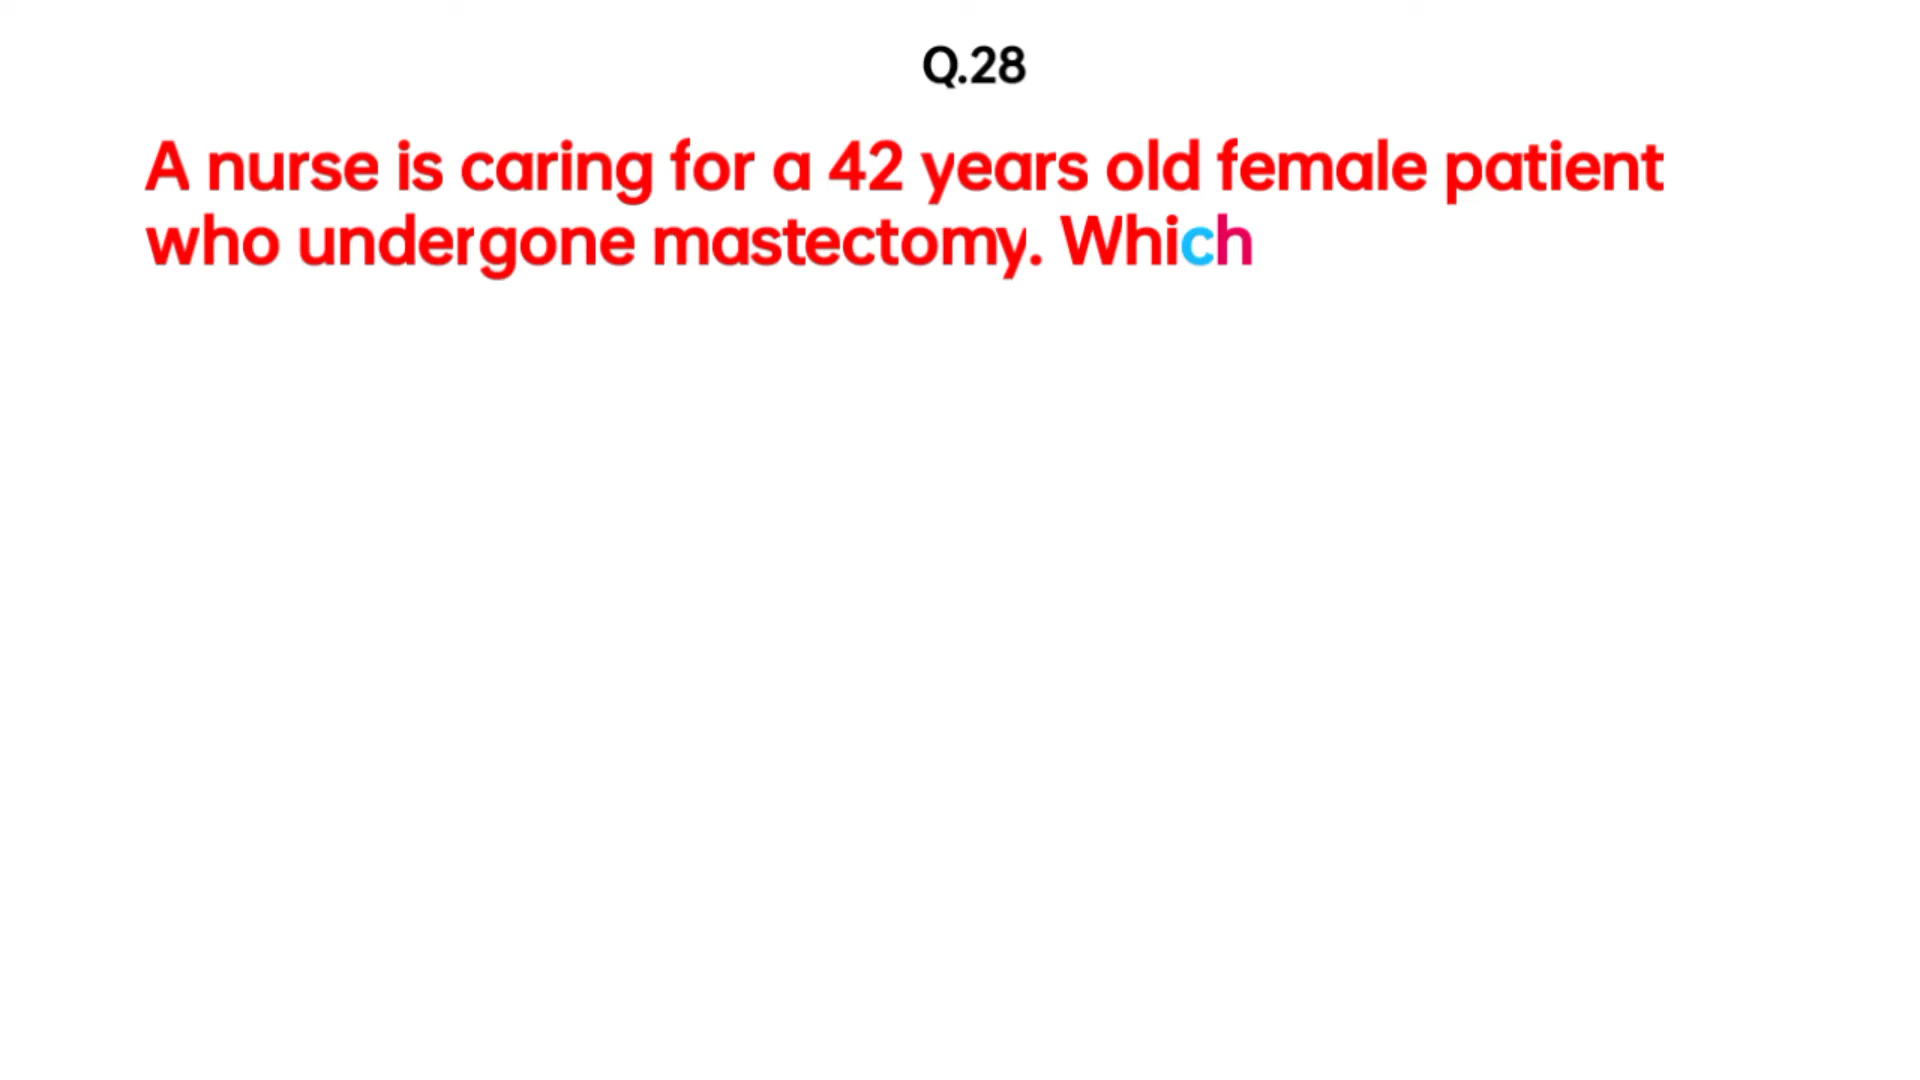 Q.28
A nurse is caring for a 42 years old female patient
who undergone mastectomy. Which